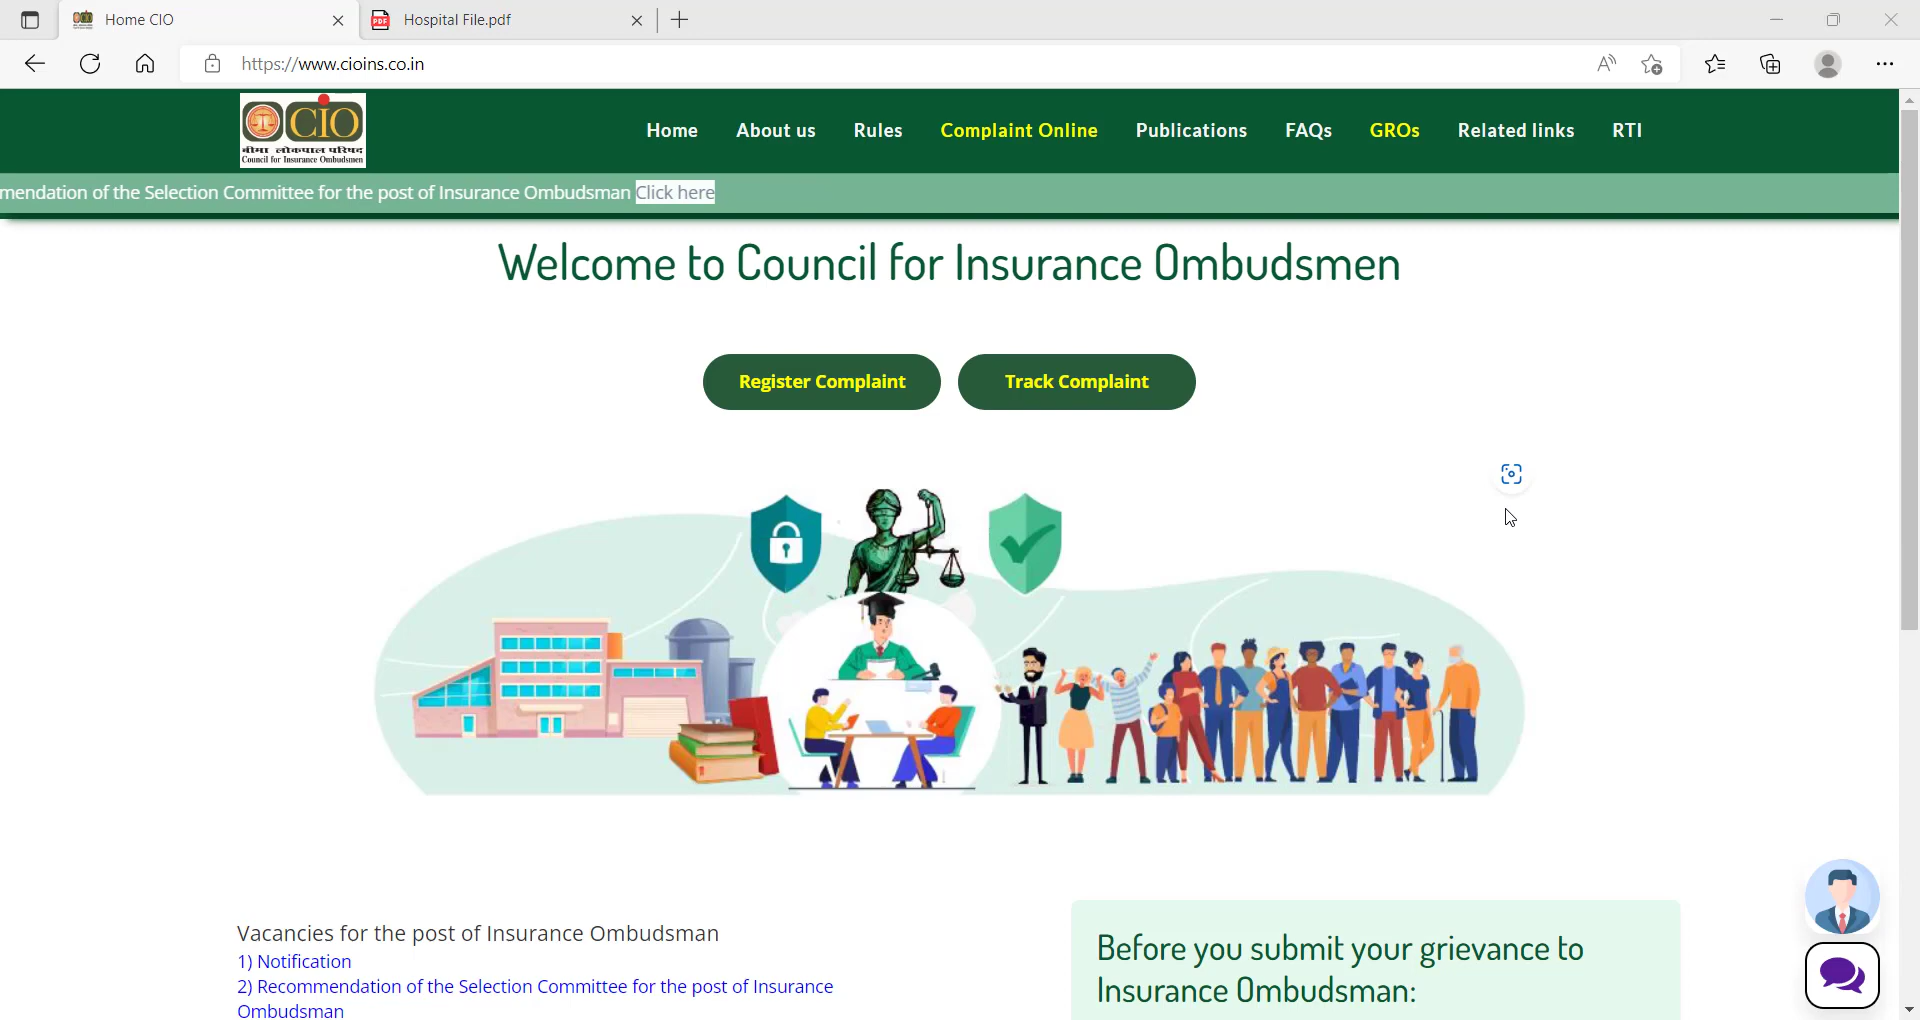 Home CIO
Hospital File.pdf
https://www.cioins.co.in
CIO
बीमा लोकपाल परिषद
Council for Insurance Ombudsmen
Home About us Rules Complaint Online Publications FAQs GROs Related links RTI
mendation of the Selection Committee for the post of Insurance Ombudsman Click here
Welcome to Council for Insurance Ombudsmen
Register Complaint Track Complaint
Vacancies for the post of Insurance Ombudsman
1) Notification
2) Recommendation of the Selection Committee for the post of Insurance
Ombudsman
Before you submit your grievance to
Insurance Ombudsman: